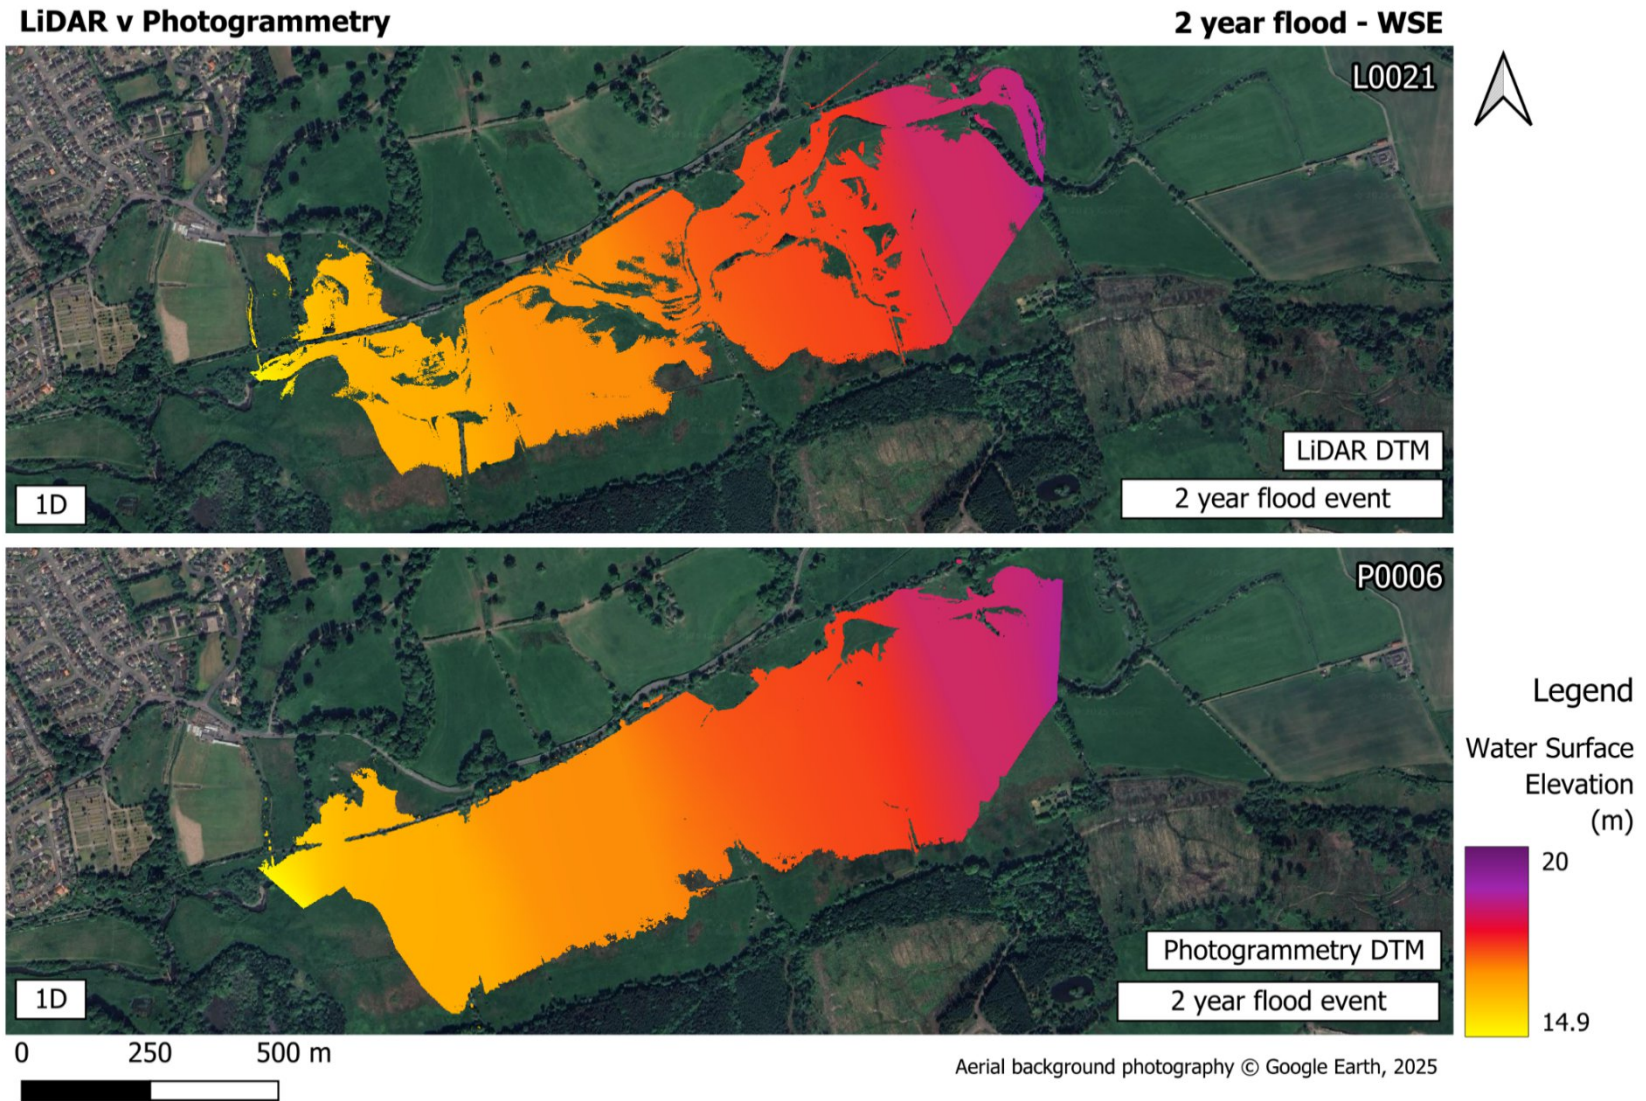 LiDAR v Photogrammetry
2 year flood - WSE
L0021
LiDAR DTM
1D
2 year flood event
P0006
Legend
Water Surface
Elevation
(m)
20
14.9
Photogrammetry DTM
1D
2 year flood event
0 250 500 m
Aerial background photography © Google Earth, 2025